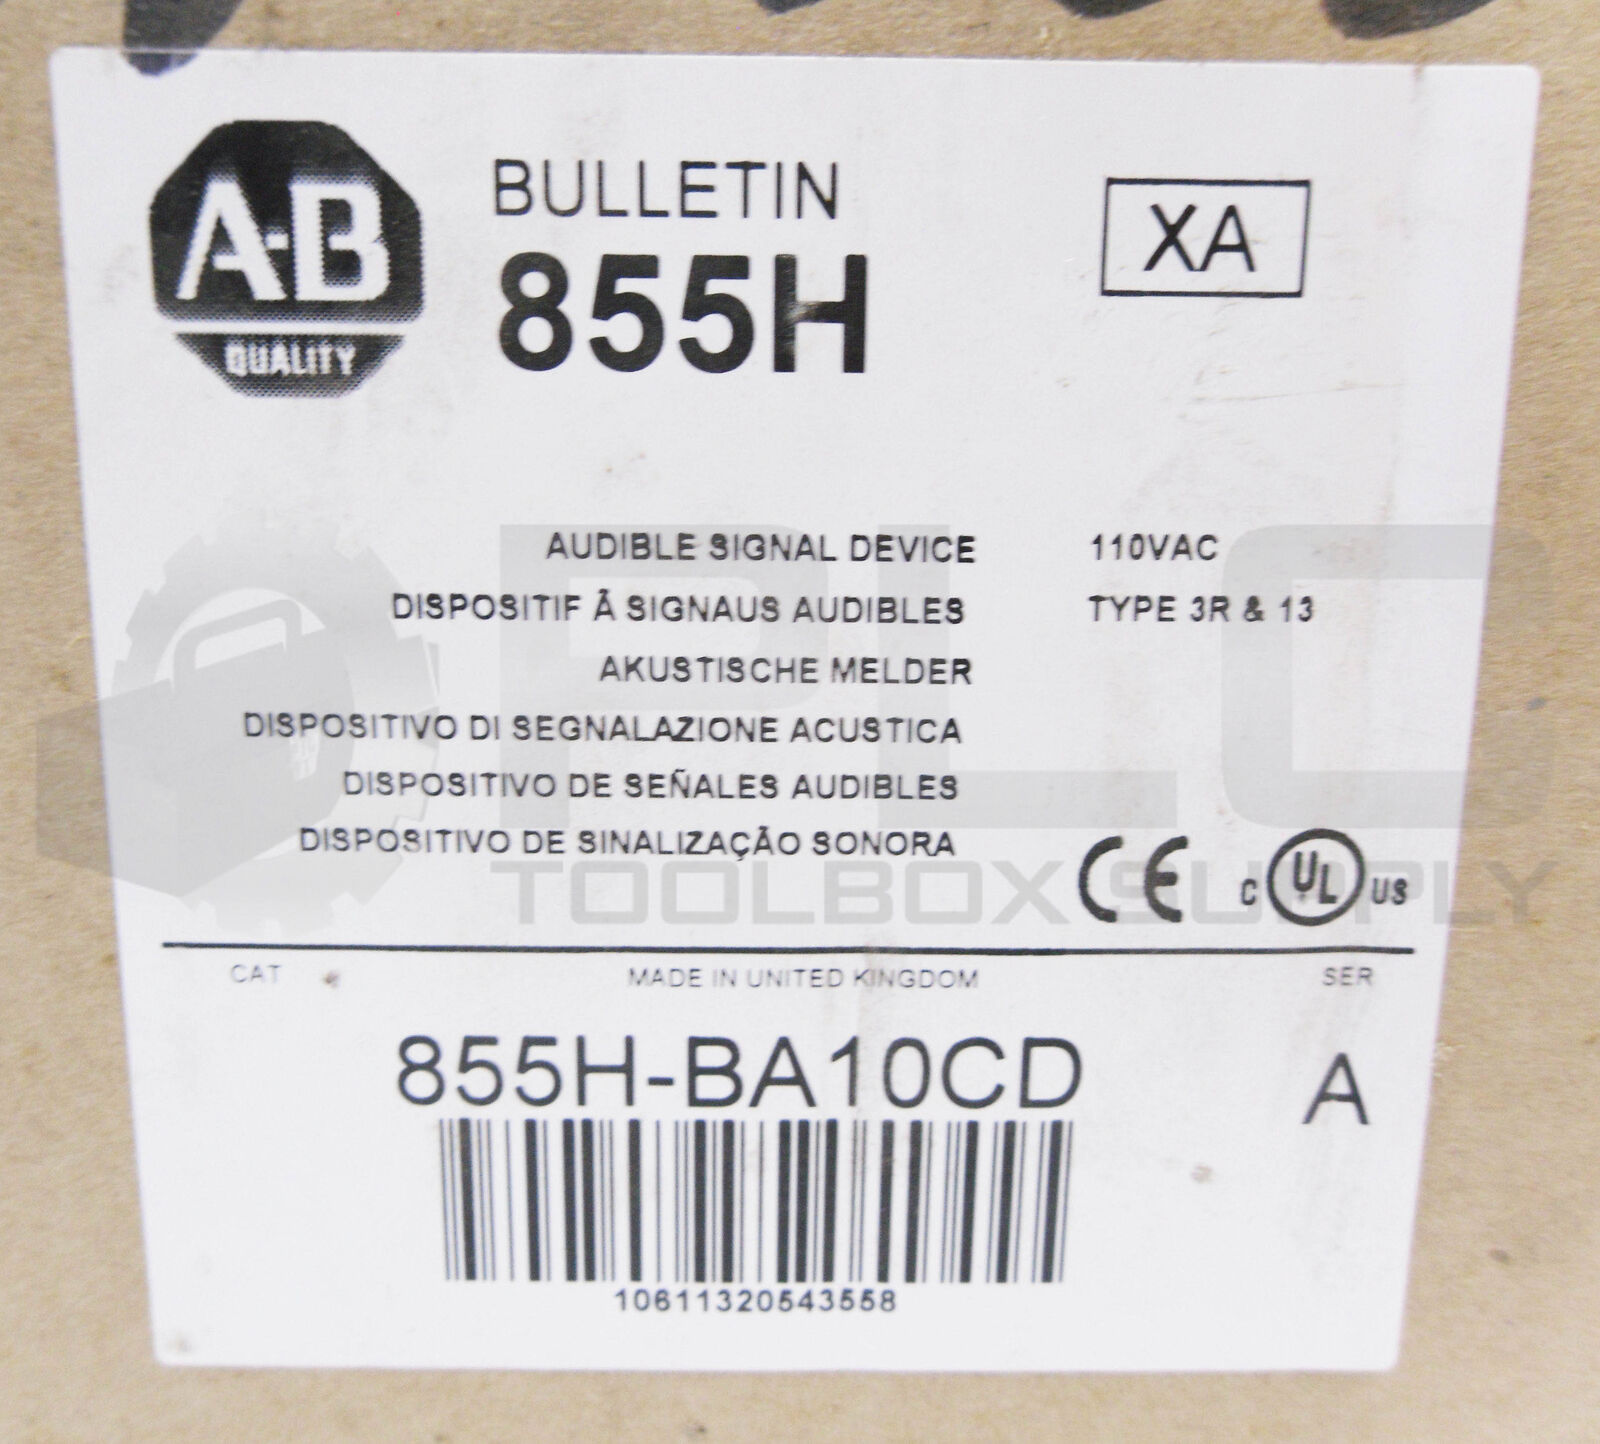 A-B
QUALITY
BULLETIN
855H
XA
AUDIBLE SIGNAL DEVICE 110VAC
DISPOSITIF Ã SIGNAUS AUDIBLES TYPE 3R & 13
AKUSTISCHE MELDER
DISPOSITIVO DI SEGNALAZIONE ACUSTICA
DISPOSITIVO DE SEÑALES AUDIBLES
DISPOSITIVO DE SINALIZAÇÃO SONORA
CE C UL US
PLC
TOOLBOX SUPPLY
CAT MADE IN UNITED KINGDOM SER
855H-BA10CD A
10611320543558